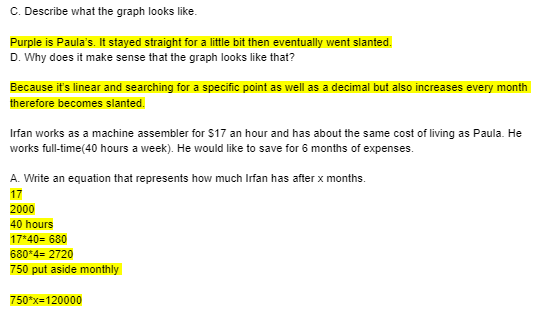 C. Describe what the graph looks like.
Purple is Paula's. It stayed straight for a little bit then eventually went slanted.
D. Why does it make sense that the graph looks like that?
Because it's linear and searching for a specific point as well as a decimal but also increases every month
therefore becomes slanted.
Irfan works as a machine assembler for $17 an hour and has about the same cost of living as Paula. He
works full-time(40 hours a week). He would like to save for 6 months of expenses.
A. Write an equation that represents how much Irfan has after x months.
17
2000
40 hours
17*40= 680
680*4= 2720
750 put aside monthly
750*x=120000